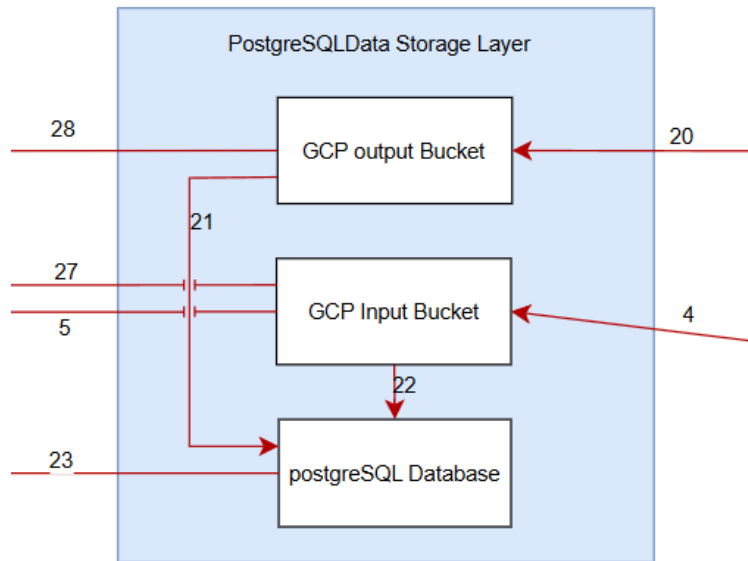 PostgreSQLData Storage Layer
28
GCP output Bucket
20
21
27
GCP Input Bucket
4
5
22
23
postgreSQL Database